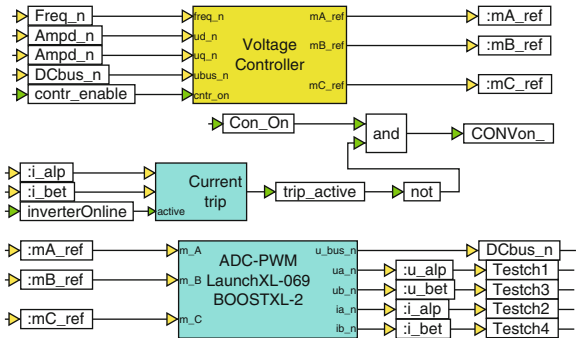 Freq_n freq_n mA_ref :mA_ref
Ampd_n ud_n Voltage
mB_ref :mB_ref
Ampd_n uq_n Controller
DCbus_n ubus_n mC_ref :mC_ref
contr_enable cntr_on
Con_On and CONVon_
:i_alp Current
:i_bet trip trip_active not
inverterOnline active
:mA_ref m_A ADC-PWM u_bus_n DCbus_n
ua_n :u_alp Testch1
:mB_ref m_B LaunchXL-069 ub_n :u_bet Testch3
BOOSTXL-2 ia_n :i_alp Testch2
:mC_ref m_C ib_n :i_bet Testch4